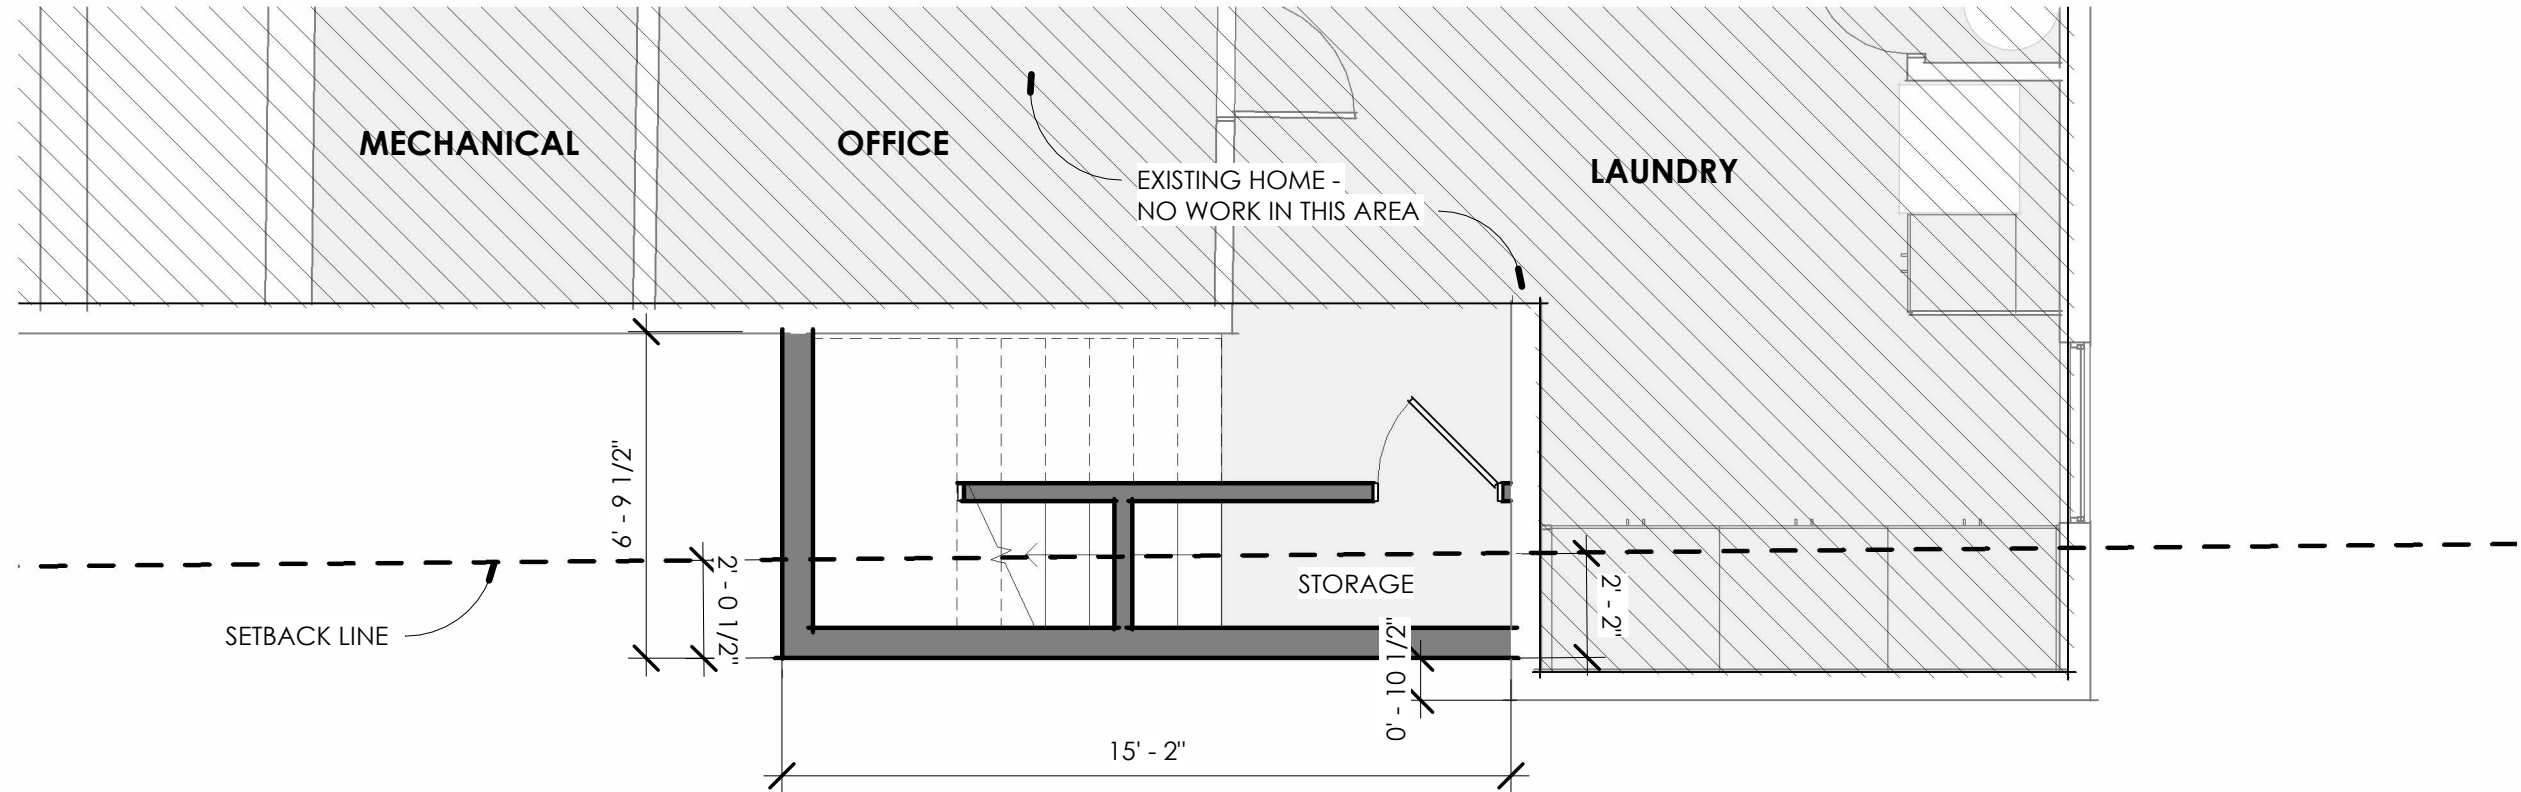 MECHANICAL
OFFICE
LAUNDRY
EXISTING HOME -
NO WORK IN THIS AREA
6' - 9 1/2"
2' - 0 1/2"
STORAGE
2' - 2"
SETBACK LINE
0' - 10 1/2"
15' - 2"